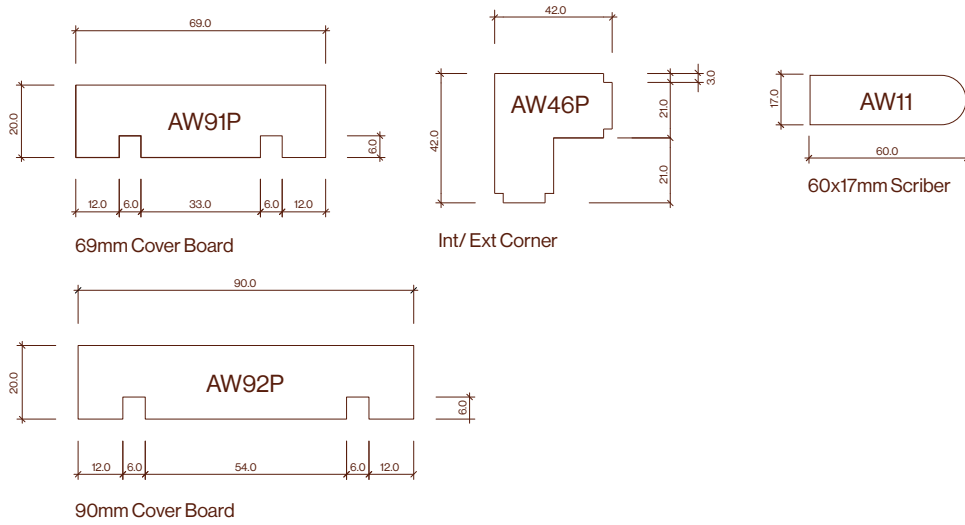 69.0
20.0
AW91P
6.0
12.0 6.0 33.0 6.0 12.0
69mm Cover Board
42.0
42.0
AW46P
3.0
21.0
21.0
Int/ Ext Corner
17.0
AW11
60.0
60x17mm Scriber
90.0
20.0
AW92P
6.0
12.0 6.0 54.0 6.0 12.0
90mm Cover Board